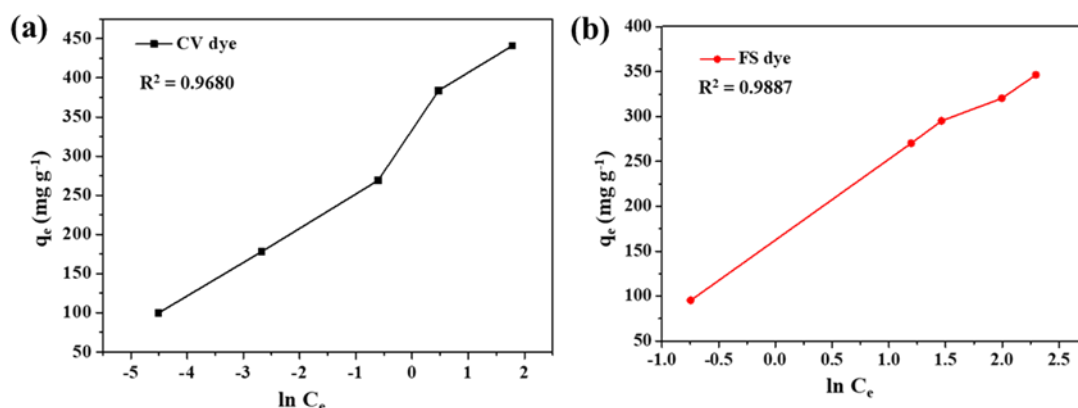 (a)
CV dye
R² = 0.9680
450
400
350
300
250
200
150
100
50
-5 -4 -3 -2 -1 0 1 2
qₑ (mg g⁻¹)
ln Cₑ
(b)
FS dye
R² = 0.9887
400
350
300
250
200
150
100
50
-1.0 -0.5 0.0 0.5 1.0 1.5 2.0 2.5
qₑ (mg g⁻¹)
ln Cₑ